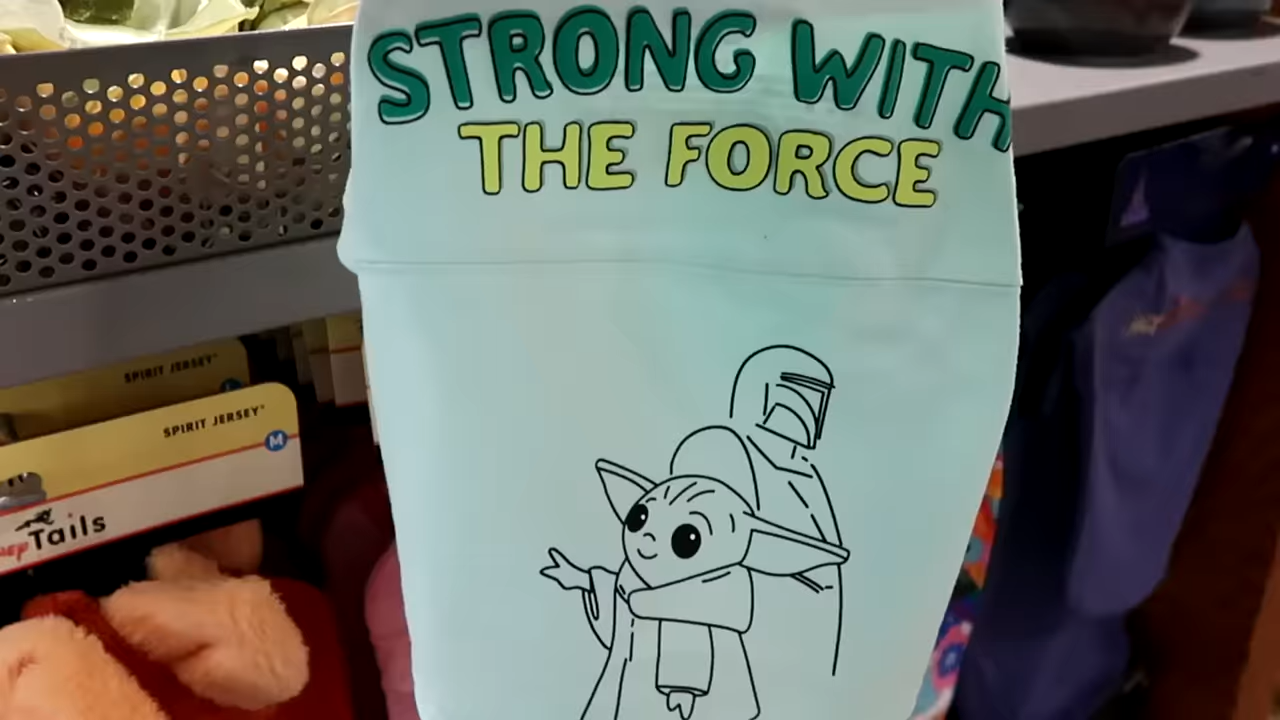 STRONG WITH
THE FORCE
SPIRIT JERSEY
SPIRIT JERSEY
M
Tails